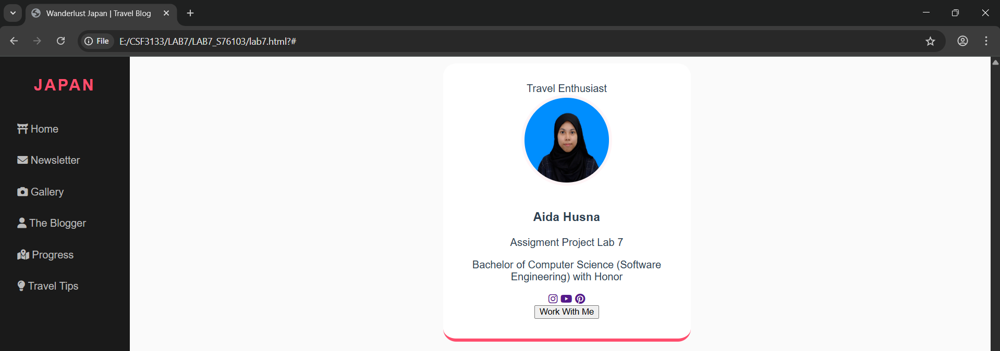 Wanderlust Japan | Travel Blog
File E:/CSF3133/LAB7/LAB7_S76103/lab7.html?#
JAPAN
Home
Newsletter
Gallery
The Blogger
Progress
Travel Tips
Travel Enthusiast
Aida Husna
Assigment Project Lab 7
Bachelor of Computer Science (Software
Engineering) with Honor
Work With Me